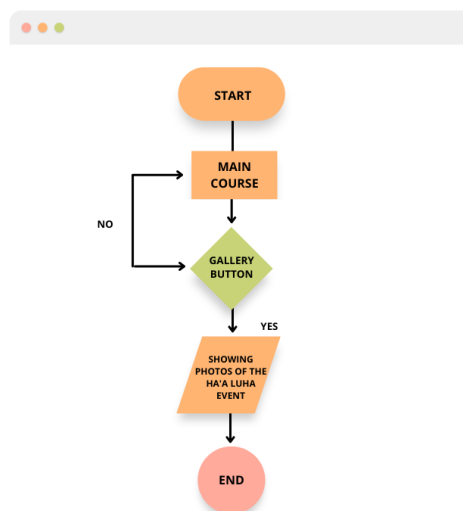 START
MAIN
COURSE
NO
GALLERY
BUTTON
YES
SHOWING
PHOTOS OF THE
HA'A LUHA
EVENT
END